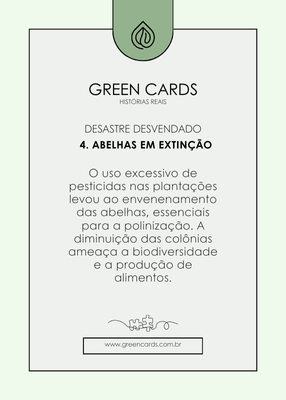 GREEN CARDS
HISTÓRIAS REAIS
DESASTRE DESVENDADO
4. ABELHAS EM EXTINÇÃO
O uso excessivo de
pesticidas nas plantações
levou ao envenenamento
das abelhas, essenciais
para a polinização. A
diminuição das colônias
ameaça a biodiversidade
e a produção de
alimentos.
www.greencards.com.br